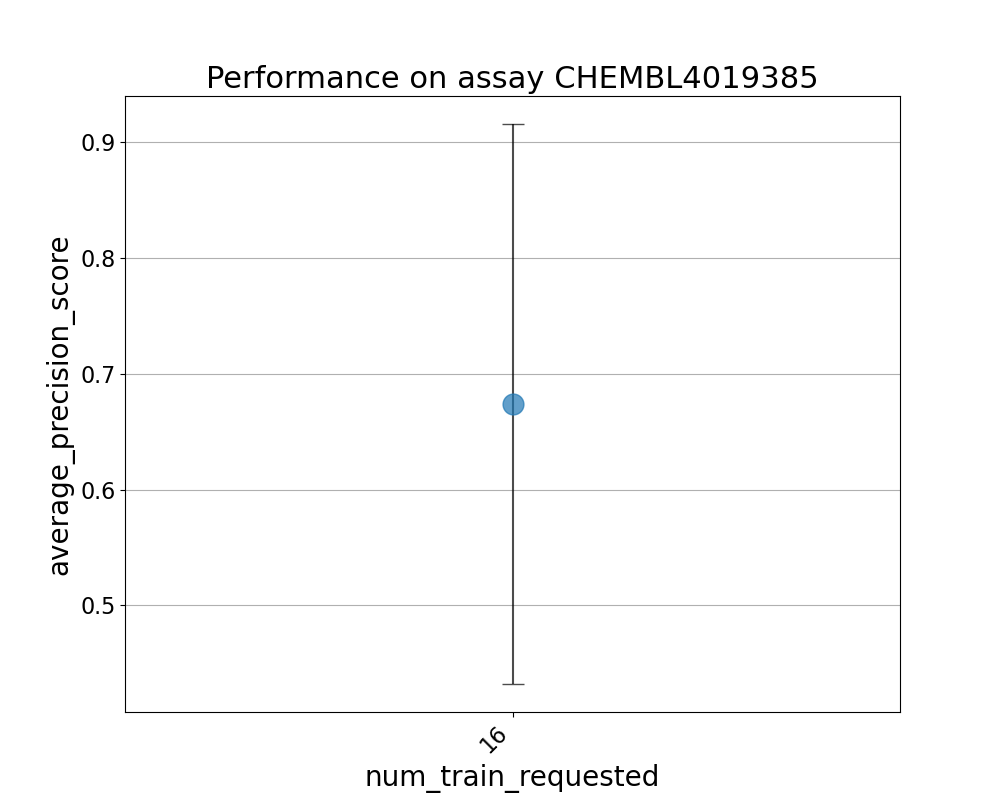 Performance on assay CHEMBL4019385
average_precision_score
0.9
0.8
0.7
0.6
0.5
16
num_train_requested